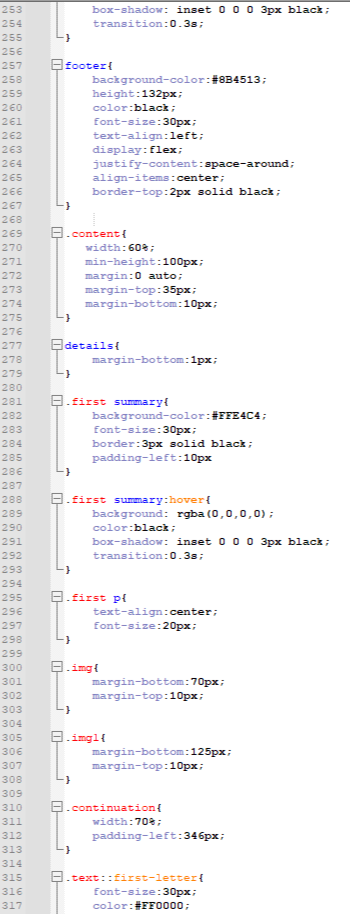 253 box-shadow: inset 0 0 0 3px black;
254 transition:0.3s;
255 }
256
257 footer{
258 background-color:#8B4513;
259 height:132px;
260 color:black;
261 font-size:30px;
262 text-align:left;
263 display:flex;
264 justify-content:space-around;
265 align-items:center;
266 border-top:2px solid black;
267 }
268
269 .content{
270 width:60%;
271 min-height:100px;
272 margin:0 auto;
273 margin-top:35px;
274 margin-bottom:10px;
275 }
276
277 details{
278 margin-bottom:1px;
279 }
280
281 .first summary{
282 background-color:#FFE4C4;
283 font-size:30px;
284 border:3px solid black;
285 padding-left:10px
286 }
287
288 .first summary:hover{
289 background: rgba(0,0,0,0);
290 color:black;
291 box-shadow: inset 0 0 0 3px black;
292 transition:0.3s;
293 }
294
295 .first p{
296 text-align:center;
297 font-size:20px;
298 }
299
300 .img{
301 margin-bottom:70px;
302 margin-top:10px;
303 }
304
305 .img1{
306 margin-bottom:125px;
307 margin-top:10px;
308 }
309
310 .continuation{
311 width:70%;
312 padding-left:346px;
313 }
314
315 .text::first-letter{
316 font-size:30px;
317 color:#FF0000;